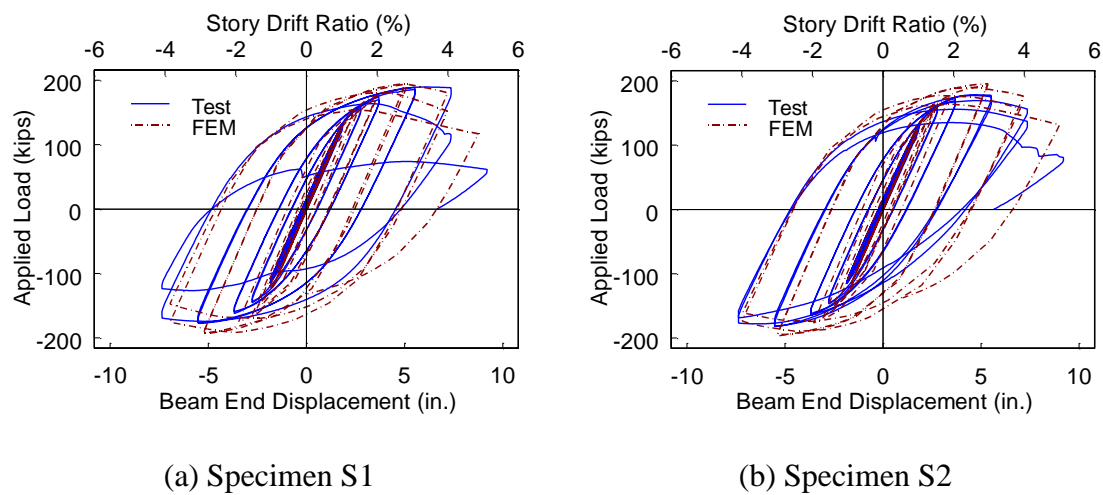 Story Drift Ratio (%)
-6 -4 -2 0 2 4 6
200
100
0
-100
-200
Applied Load (kips)
Test
FEM
-10 -5 0 5 10
Beam End Displacement (in.)
(a) Specimen S1
Story Drift Ratio (%)
-6 -4 -2 0 2 4 6
200
100
0
-100
-200
Applied Load (kips)
Test
FEM
-10 -5 0 5 10
Beam End Displacement (in.)
(b) Specimen S2